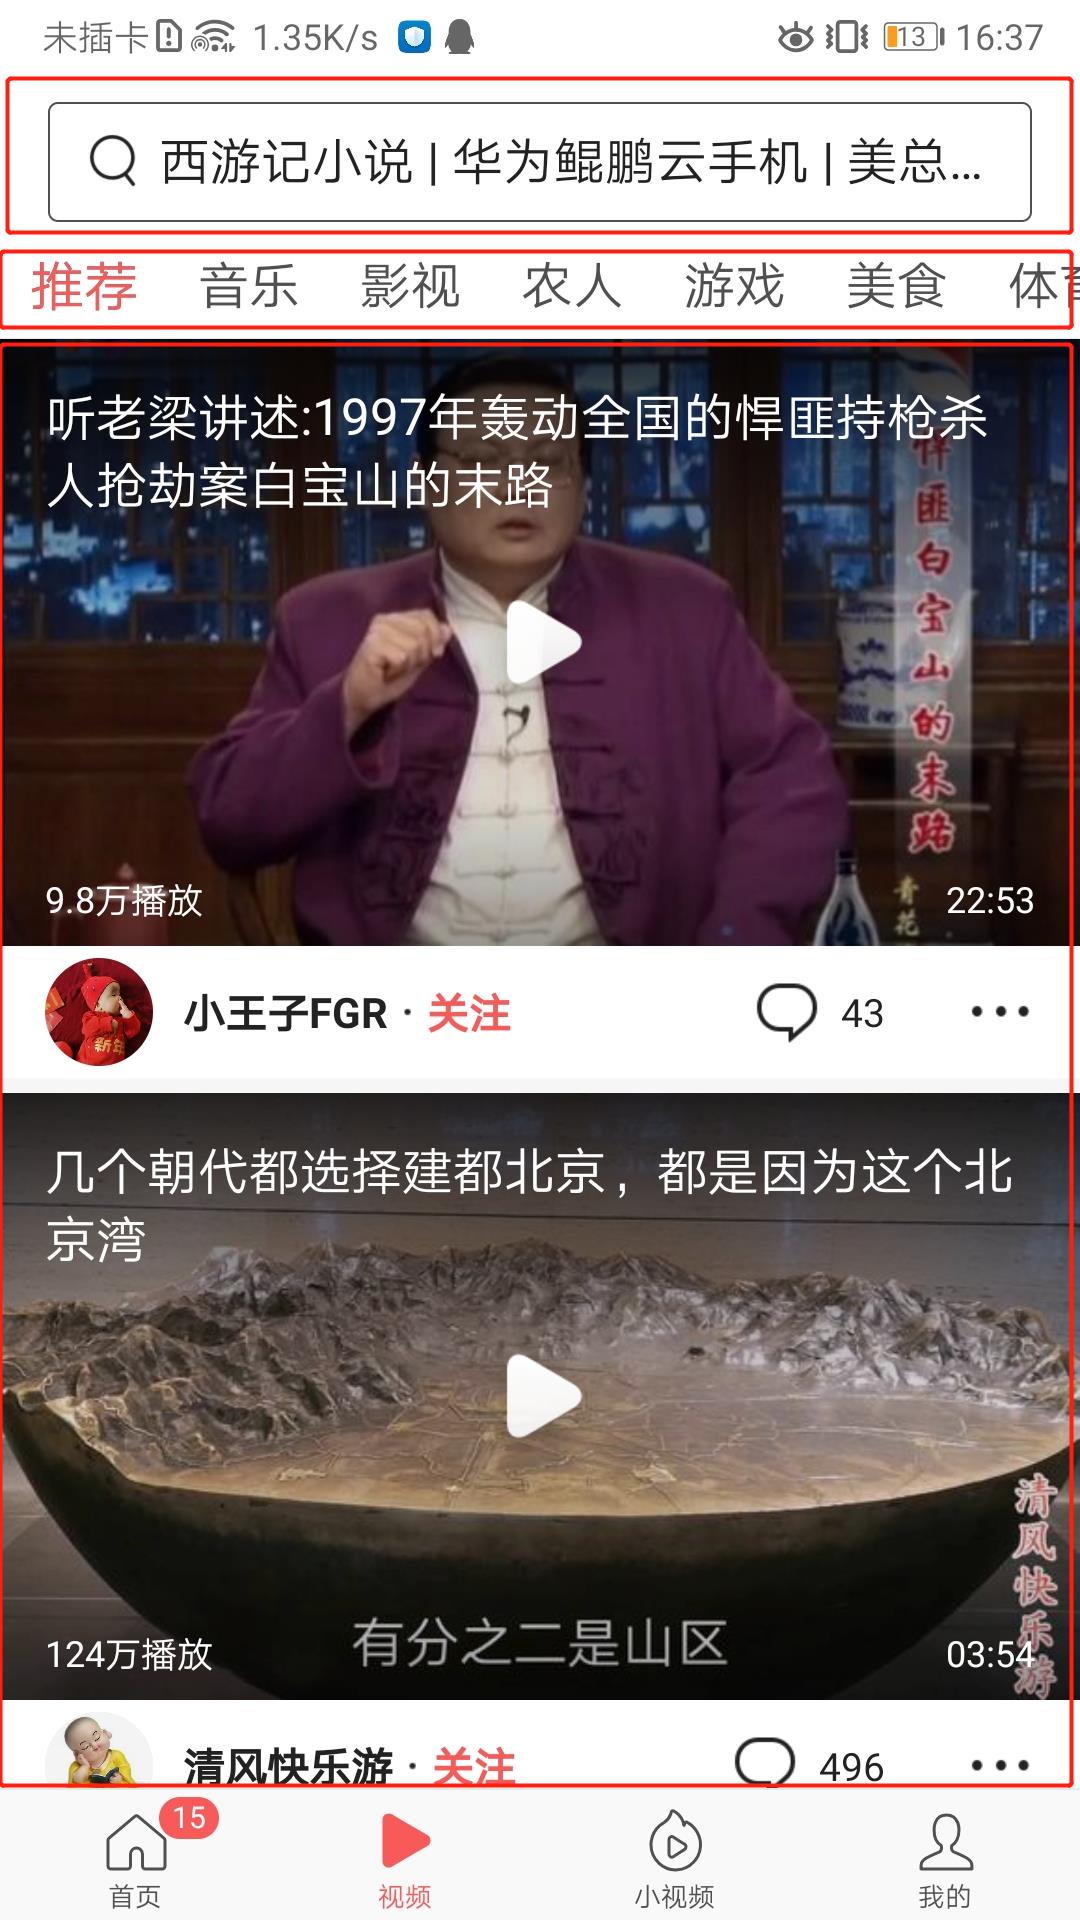 未插卡 1.35K/s 13 16:37
西游记小说 | 华为鲲鹏云手机 | 美总...
推荐 音乐 影视 农人 游戏 美食 体育
听老梁讲述:1997年轰动全国的悍匪持枪杀
人抢劫案白宝山的末路
悍匪白宝山的末路
青花
9.8万播放 22:53
新年
小王子FGR · 关注 43
几个朝代都选择建都北京，都是因为这个北
京湾
清风快乐游
有分之二是山区
124万播放 03:54
清风快乐游 · 关注 496
15
首页 视频 小视频 我的